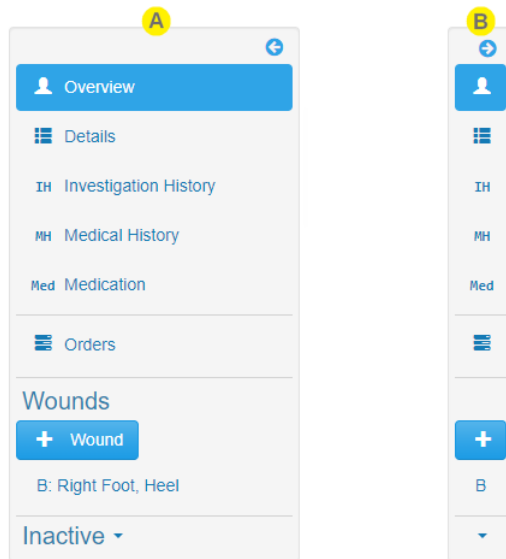 A
Overview
Details
IH Investigation History
MH Medical History
Med Medication
Orders
Wounds
+ Wound
B: Right Foot, Heel
Inactive
B
IH
MH
Med
+
B